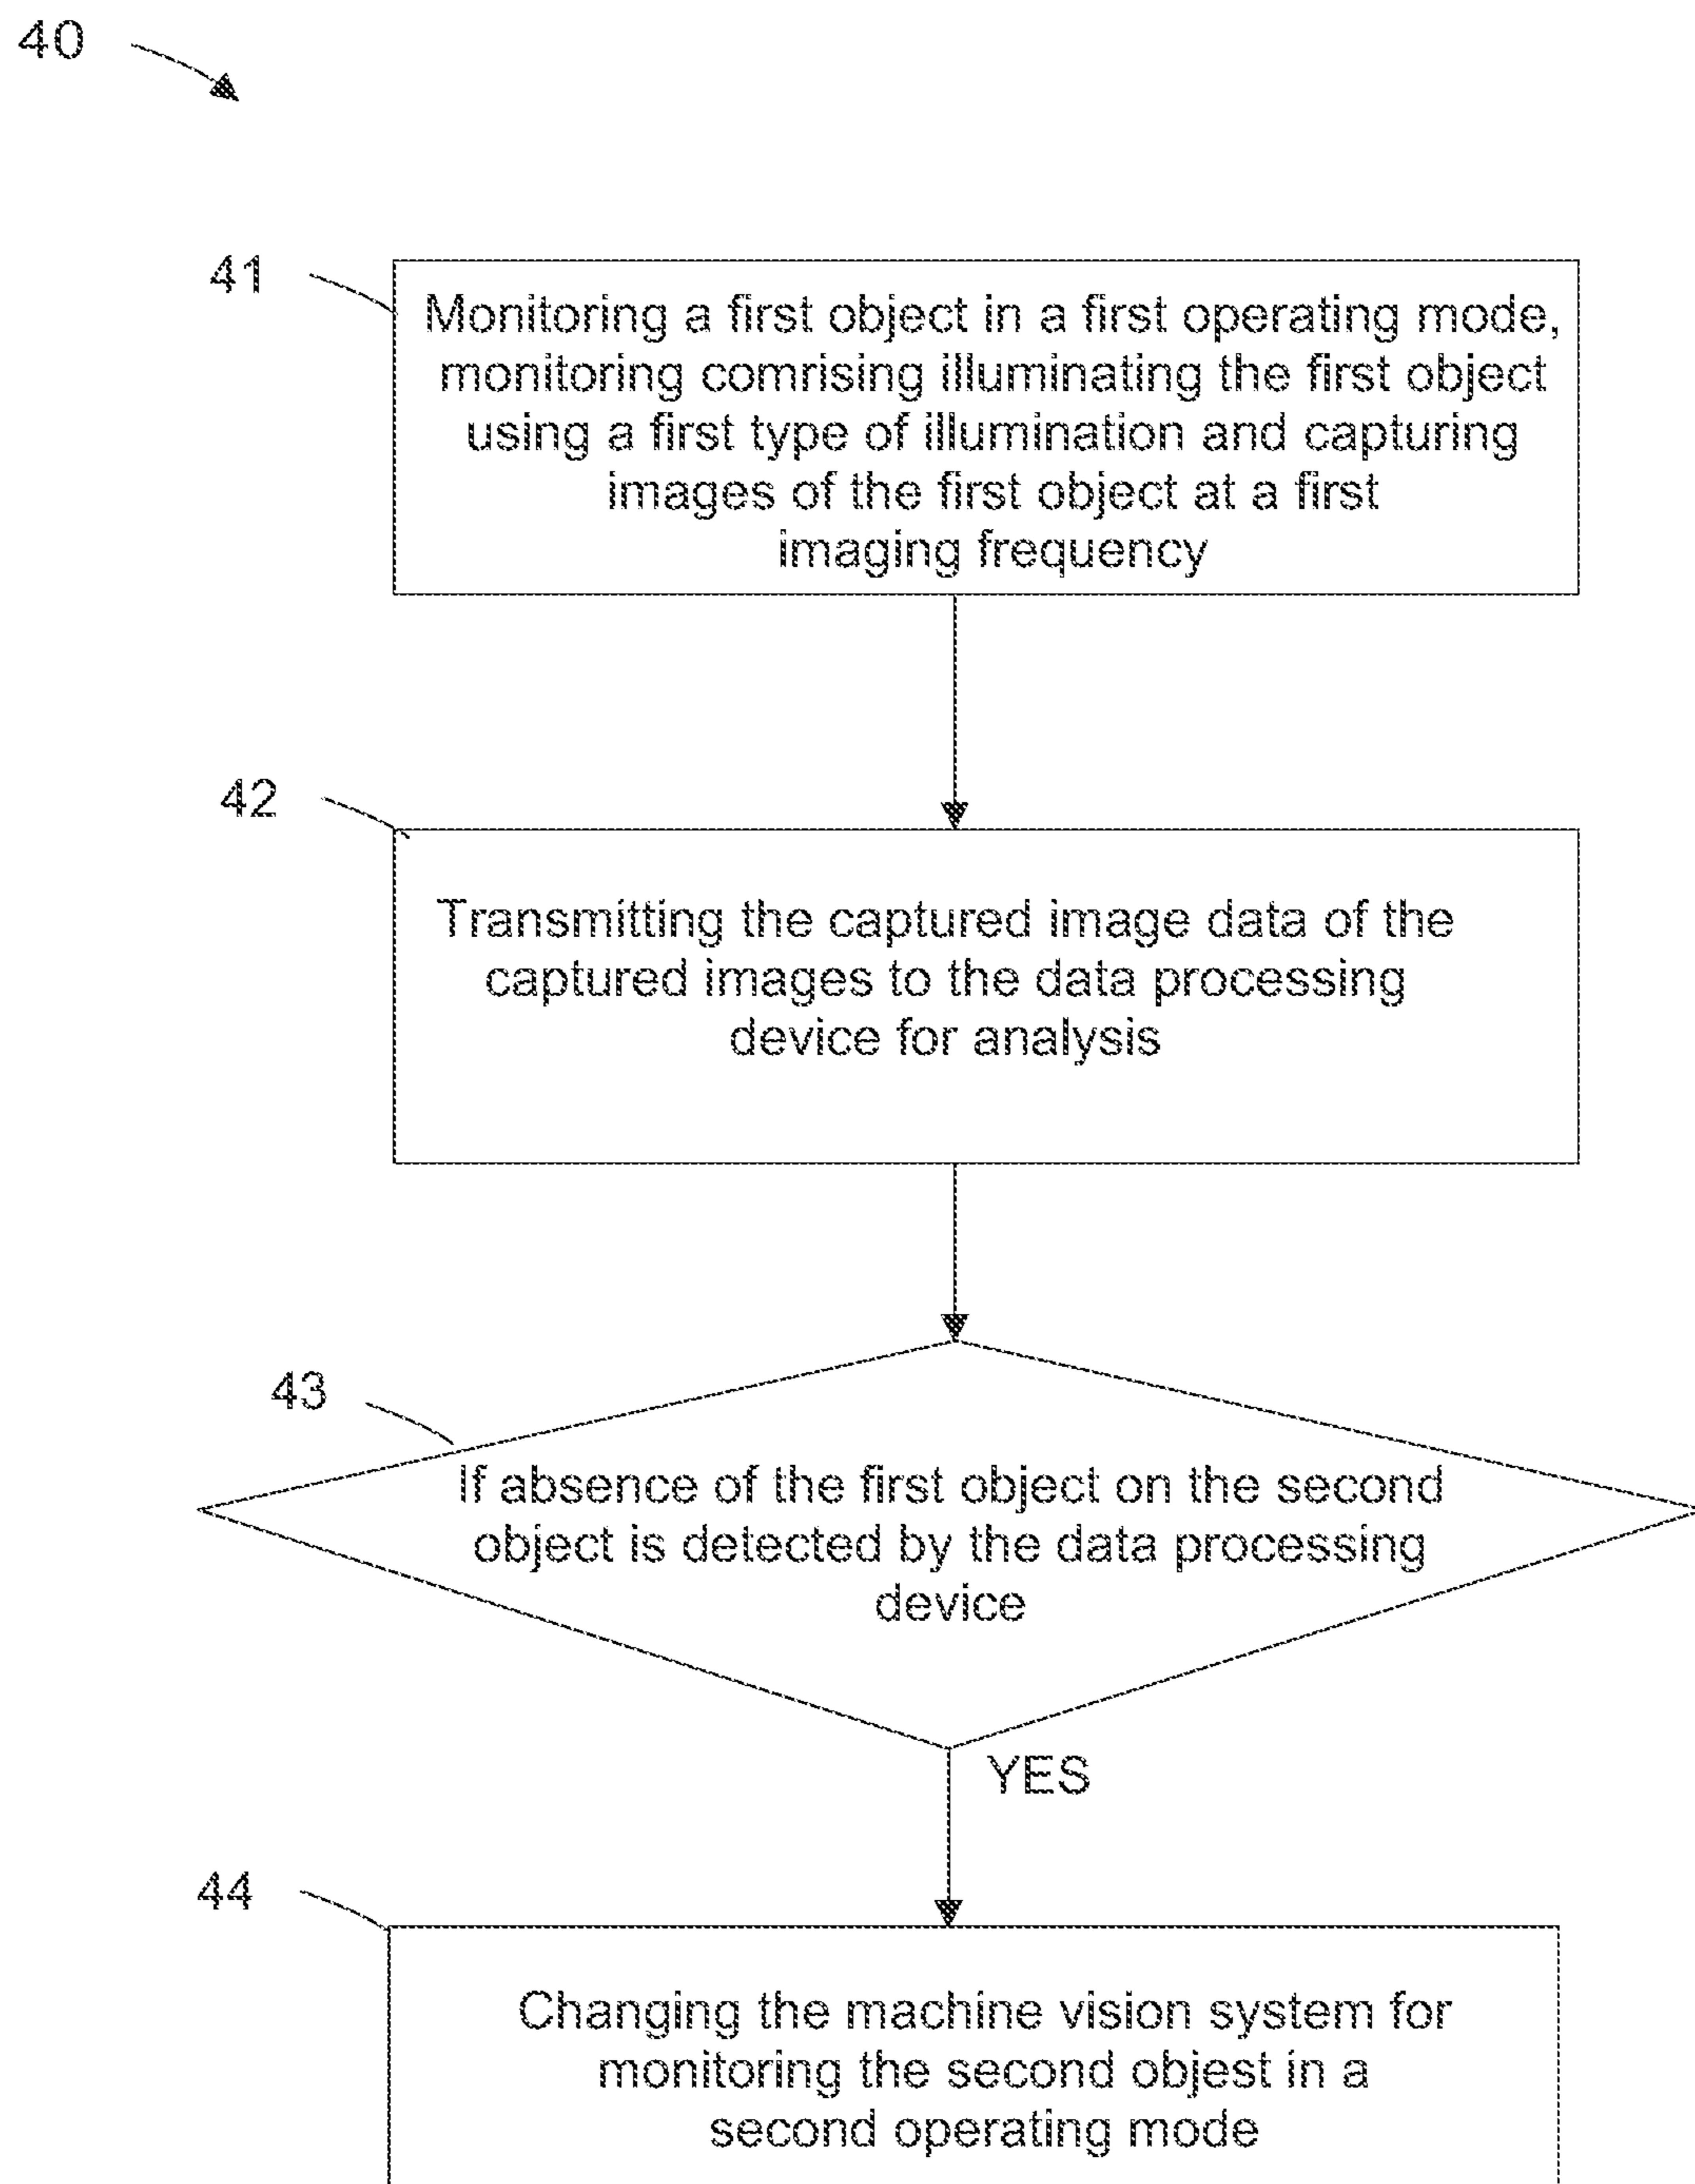 40
41
Monitoring a first object in a first operating mode,
monitoring comrising illuminating the first object
using a first type of illumination and capturing
images of the first object at a first
imaging frequency
42
Transmitting the captured image data of the
captured images to the data processing
device for analysis
43
If absence of the first object on the second
object is detected by the data processing
device
YES
44
Changing the machine vision system for
monitoring the second objest in a
second operating mode